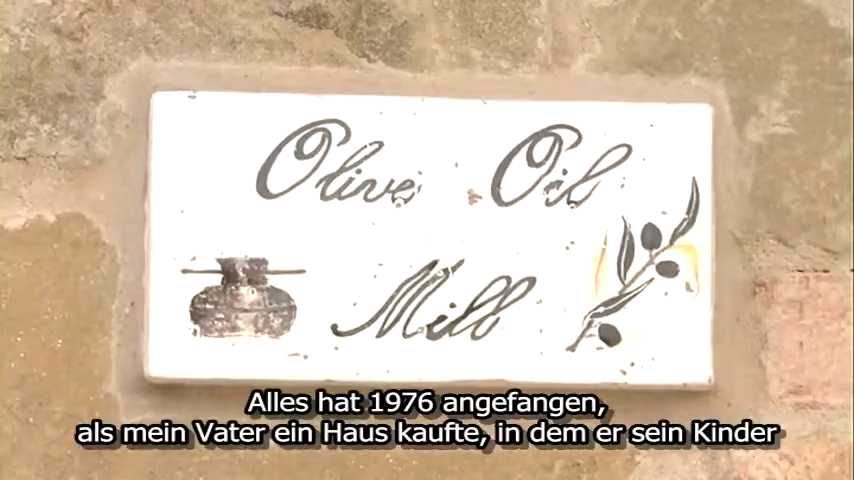 Olive Oil
Mill
Alles hat 1976 angefangen,
als mein Vater ein Haus kaufte, in dem er sein Kinder